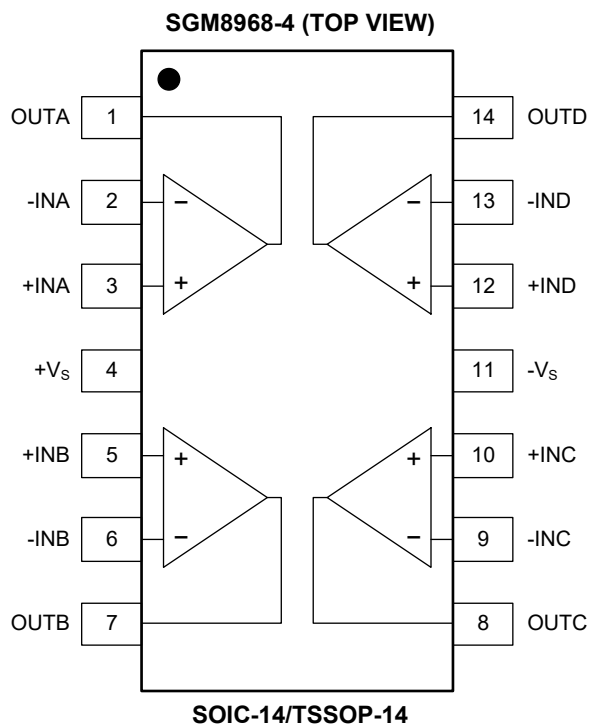 SGM8968-4 (TOP VIEW)
OUTA 1 14 OUTD
-INA 2 − − 13 -IND
+INA 3 + + 12 +IND
+VS 4 11 -VS
+INB 5 + + 10 +INC
-INB 6 − − 9 -INC
OUTB 7 8 OUTC
SOIC-14/TSSOP-14